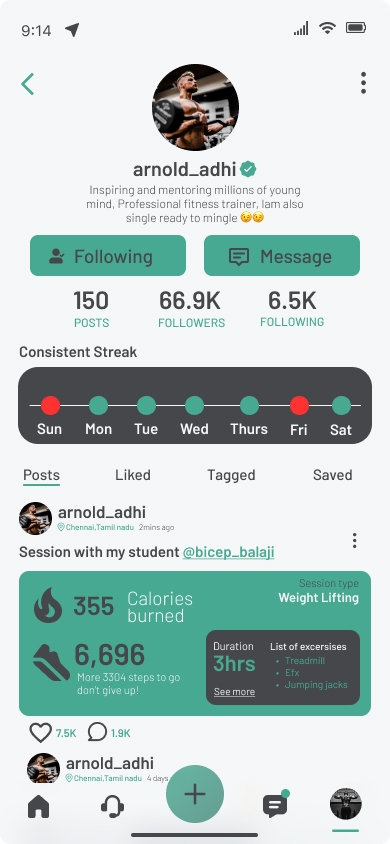 9:14
arnold_adhi
Inspiring and mentoring millions of young
mind, Professional fitness trainer, Iam also
single ready to mingle 😉😉
Following
Message
150
66.9K
6.5K
POSTS
FOLLOWERS
FOLLOWING
Consistent Streak
Sun Mon Tue Wed Thurs Fri Sat
Posts Liked Tagged Saved
arnold_adhi
Chennai,Tamil nadu 2mins ago
Session with my student @bicep_balaji
Session type
Weight Lifting
355 Calories
burned
6,696
More 3304 steps to go
don't give up!
Duration
3hrs
See more
List of excersises
• Treadmill
• Efx
• Jumping jacks
7.5K 1.9K
arnold_adhi
Chennai,Tamil nadu 4 days